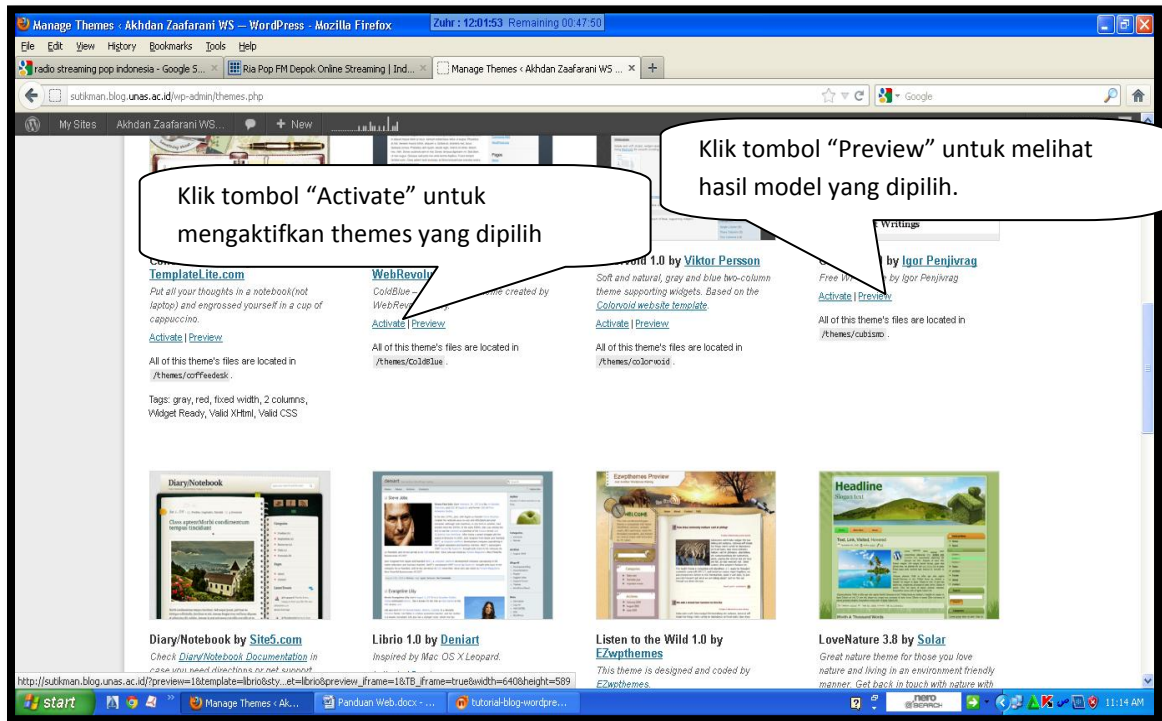 Manage Themes ‹ Akhdan Zaafarani WS — WordPress - Mozilla Firefox
Zuhr : 12:01:53 Remaining 00:47:50
File Edit View History Bookmarks Tools Help
radio streaming pop indonesia - Google S...
Ria Pop FM Depok Online Streaming | Ind...
Manage Themes ‹ Akhdan Zaafarani WS ...
sutikman.blog.unas.ac.id/wp-admin/themes.php
Google
My Sites Akhdan Zaafarani WS... + New
Klik tombol “Activate” untuk
mengaktifkan themes yang dipilih
Klik tombol “Preview” untuk melihat
hasil model yang dipilih.
TemplateLite.com
Put all your thoughts in a notebook(not
laptop) and engrossed yourself in a cup of
cappuccino.
Activate | Preview
All of this theme's files are located in
/themes/coffeedesk .
Tags: gray, red, fixed width, 2 columns,
Widget Ready, Valid XHtml, Valid CSS
ColdBlue
created by
Activate | Preview
All of this theme's files are located in
/themes/ColdBlue .
1.0 by Viktor Persson
Soft and natural, gray and blue two-column
theme supporting widgets. Based on the
Colorvoid website template.
Activate | Preview
All of this theme's files are located in
/themes/colorvoid .
Writings
by Igor Penjivrag
by Igor Penjivrag
Activate | Preview
All of this theme's files are located in
/themes/cubismo .
Diary/Notebook
Ezwpthemes Preview
WELCOME
Headline
Diary/Notebook by Site5.com
Check Diary/Notebook Documentation in
case you need directions or get support
Librio 1.0 by Deniart
Inspired by Mac OS X Leopard.
Listen to the Wild 1.0 by
EZwpthemes
This theme is designed and coded by
EZwpthemes.
LoveNature 3.8 by Solar
Great nature theme for those you love
nature and living in an environment friendly
manner. Get back in touch with nature with
http://sutikman.blog.unas.ac.id/?preview=1&template=librio&sty...et=librio&preview_iframe=1&TB_iframe=true&width=640&height=589
start
Manage Themes ‹ Ak...
Panduan Web.docx - ...
tutorial-blog-wordpre...
nero
SEARCH
11:14 AM